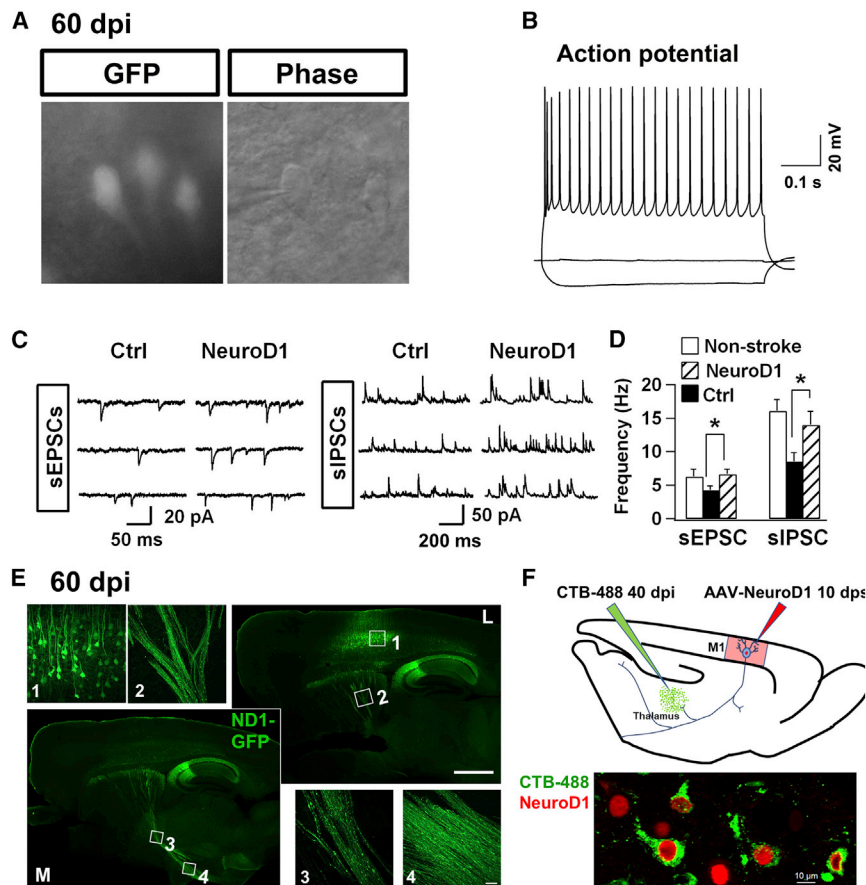 A 60 dpi
GFP Phase
B
Action potential
20 mV
0.1 s
C
Ctrl NeuroD1 Ctrl NeuroD1
sEPSCs
sIPSCs
20 pA
50 ms
50 pA
200 ms
D
Non-stroke
NeuroD1
Ctrl
Frequency (Hz)
20
15
10
5
0
* *
sEPSC sIPSC
E 60 dpi
1 2
L
1
2
ND1-
GFP
3
4
M
3 4
F
CTB-488 40 dpi AAV-NeuroD1 10 dps
M1
Thalamus
CTB-488
NeuroD1
10 µm